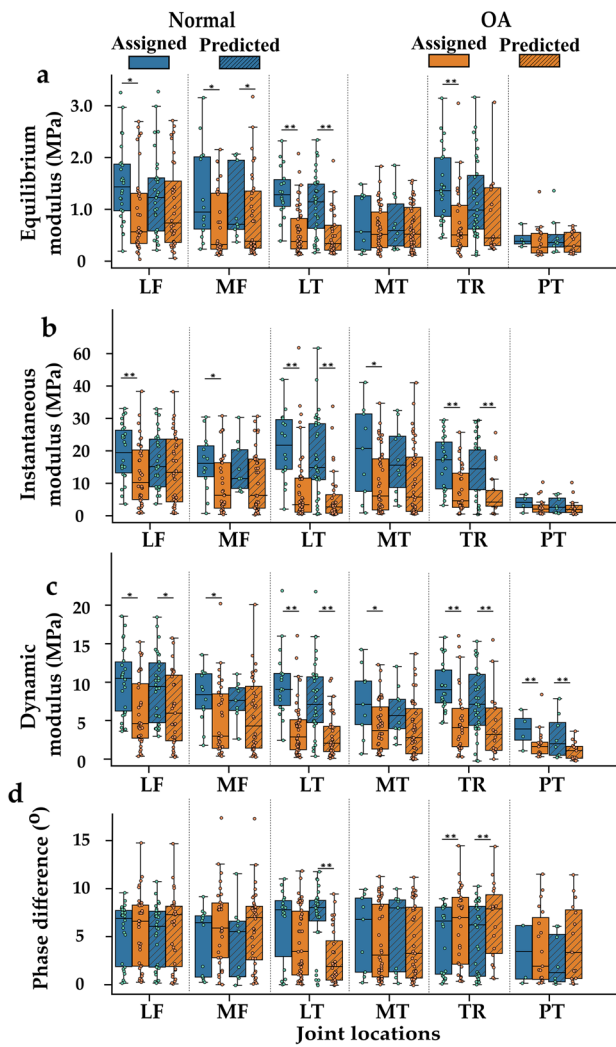 Normal OA
Assigned Predicted Assigned Predicted
a
Equilibrium
modulus (MPa)
3.0
2.0
1.0
0
* * * ** ** **
LF MF LT MT TR PT
b
Instantaneous
modulus (MPa)
60
40
30
20
10
0
** * ** ** * ** **
LF MF LT MT TR PT
c
Dynamic
modulus (MPa)
20
15
10
5
0
* * * ** ** * ** ** ** **
LF MF LT MT TR PT
d
Phase difference (º)
15
10
5
0
** ** **
LF MF LT MT TR PT
Joint locations